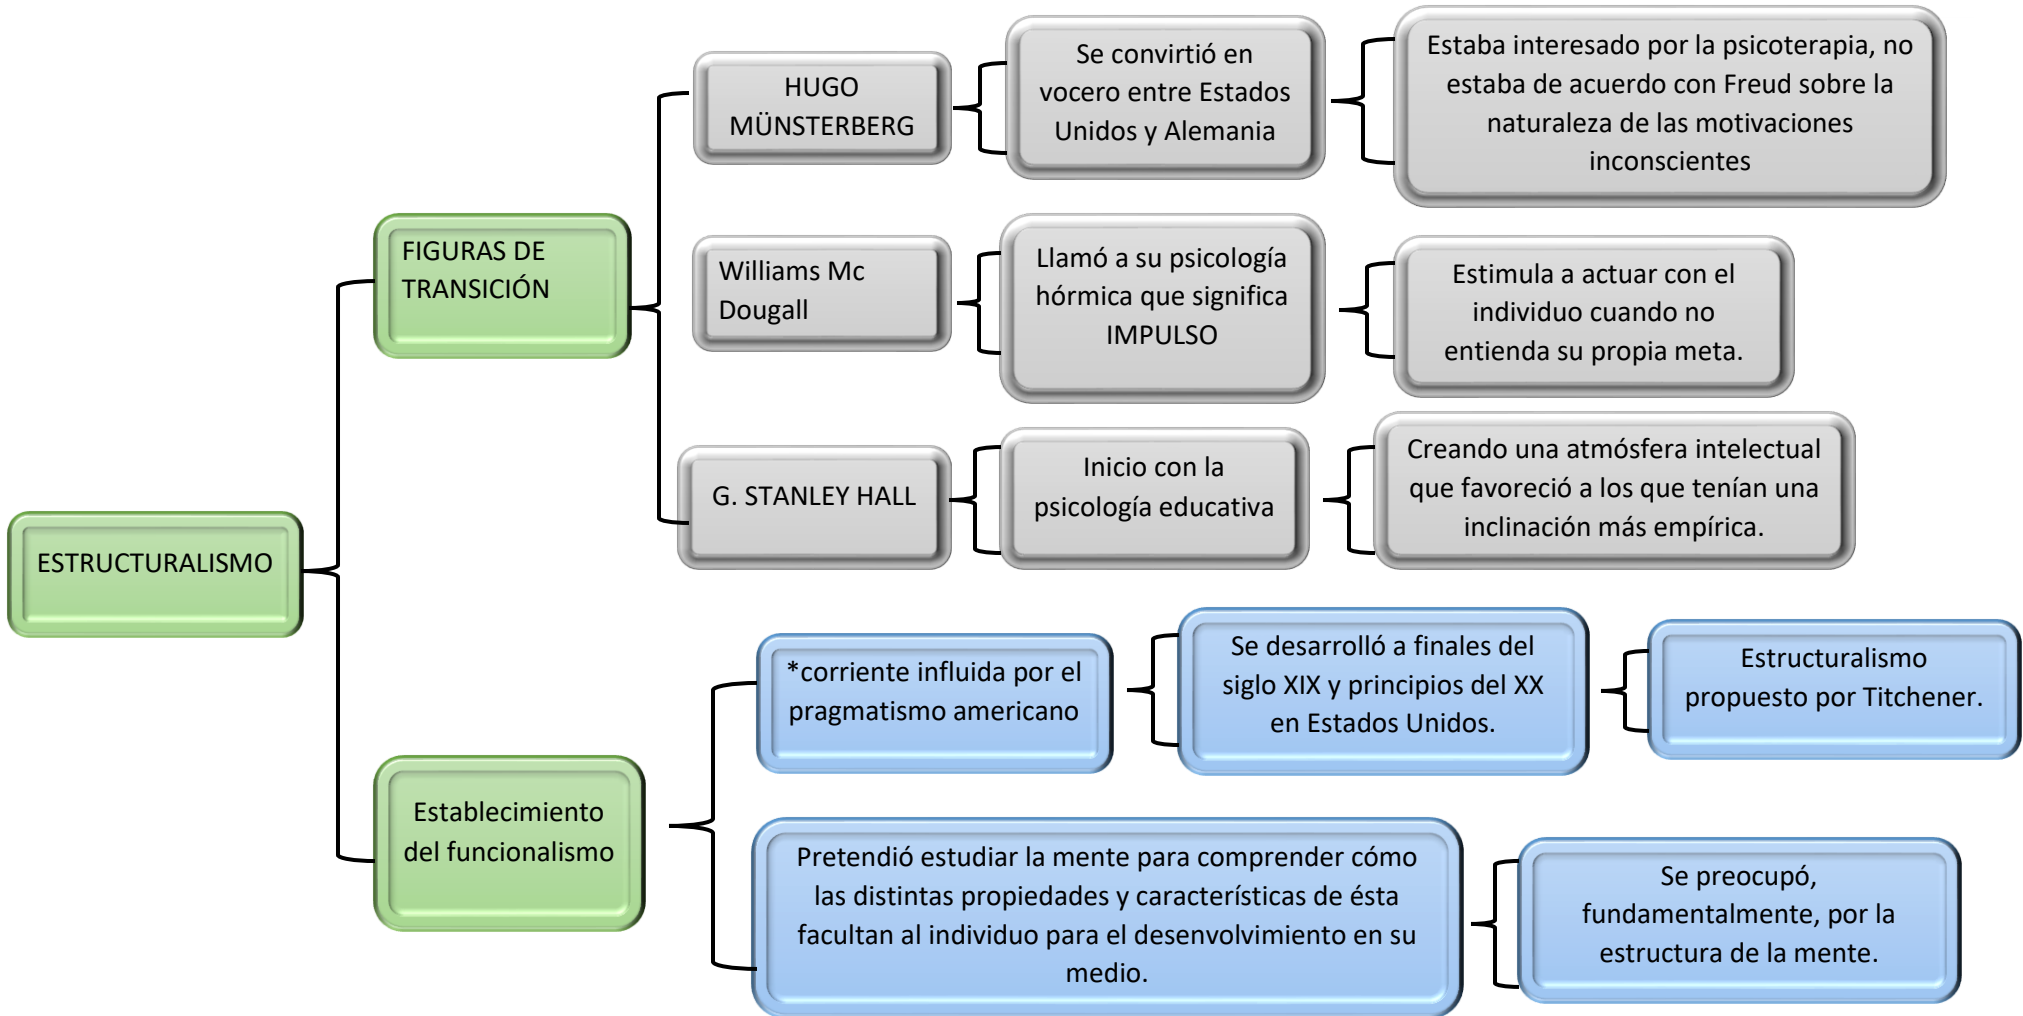 HUGO
MÜNSTERBERG
Se convirtió en
vocero entre Estados
Unidos y Alemania
Estaba interesado por la psicoterapia, no
estaba de acuerdo con Freud sobre la
naturaleza de las motivaciones
inconscientes
FIGURAS DE
TRANSICIÓN
Williams Mc
Dougall
Llamó a su psicología
hórmica que significa
IMPULSO
Estimula a actuar con el
individuo cuando no
entienda su propia meta.
G. STANLEY HALL
Inicio con la
psicología educativa
Creando una atmósfera intelectual
que favoreció a los que tenían una
inclinación más empírica.
ESTRUCTURALISMO
*corriente influida por el
pragmatismo americano
Se desarrolló a finales del
siglo XIX y principios del XX
en Estados Unidos.
Estructuralismo
propuesto por Titchener.
Establecimiento
del funcionalismo
Pretendió estudiar la mente para comprender cómo
las distintas propiedades y características de ésta
facultan al individuo para el desenvolvimiento en su
medio.
Se preocupó,
fundamentalmente, por la
estructura de la mente.